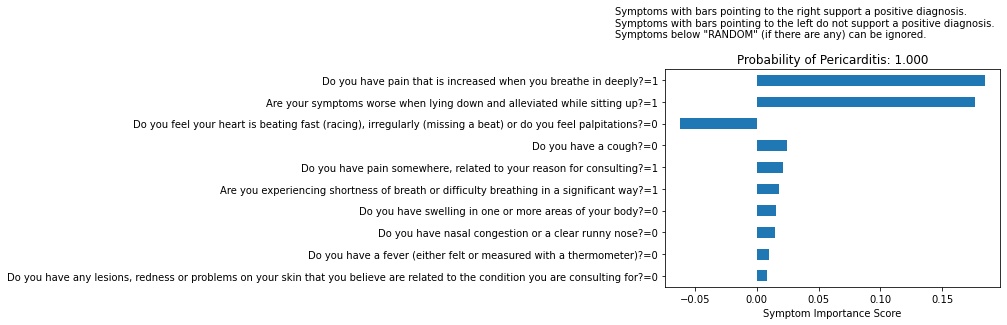 Symptoms with bars pointing to the right support a positive diagnosis.
Symptoms with bars pointing to the left do not support a positive diagnosis.
Symptoms below "RANDOM" (if there are any) can be ignored.
Probability of Pericarditis: 1.000
Do you have pain that is increased when you breathe in deeply?=1
Are your symptoms worse when lying down and alleviated while sitting up?=1
Do you feel your heart is beating fast (racing), irregularly (missing a beat) or do you feel palpitations?=0
Do you have a cough?=0
Do you have pain somewhere, related to your reason for consulting?=1
Are you experiencing shortness of breath or difficulty breathing in a significant way?=1
Do you have swelling in one or more areas of your body?=0
Do you have nasal congestion or a clear runny nose?=0
Do you have a fever (either felt or measured with a thermometer)?=0
Do you have any lesions, redness or problems on your skin that you believe are related to the condition you are consulting for?=0
−0.05 0.00 0.05 0.10 0.15
Symptom Importance Score